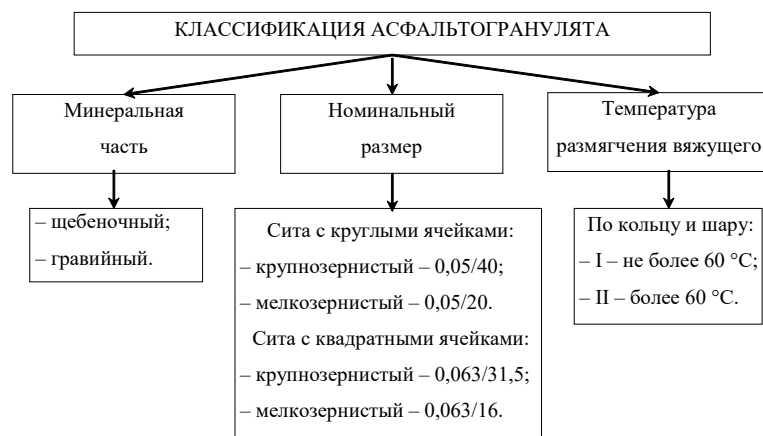 КЛАССИФИКАЦИЯ АСФАЛЬТОГРАНУЛЯТА
Минеральная
часть
Номинальный
размер
Температура
размягчения вяжущего
– щебеночный;
– гравийный.
Сита с круглыми ячейками:
– крупнозернистый – 0,05/40;
– мелкозернистый – 0,05/20.
Сита с квадратными ячейками:
– крупнозернистый – 0,063/31,5;
– мелкозернистый – 0,063/16.
По кольцу и шару:
– I – не более 60 °C;
– II – более 60 °C.